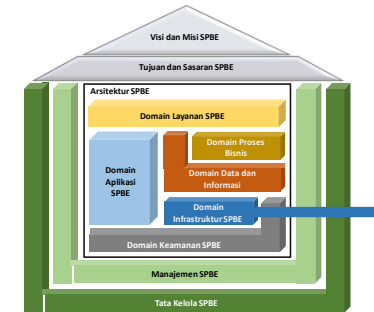 Visi dan Misi SPBE
Tujuan dan Sasaran SPBE
Arsitektur SPBE
Domain Layanan SPBE
Domain Proses
Bisnis
Domain
Aplikasi
SPBE
Domain Data dan
Informasi
Domain
Infrastruktur SPBE
Domain Keamanan SPBE
Manajemen SPBE
Tata Kelola SPBE